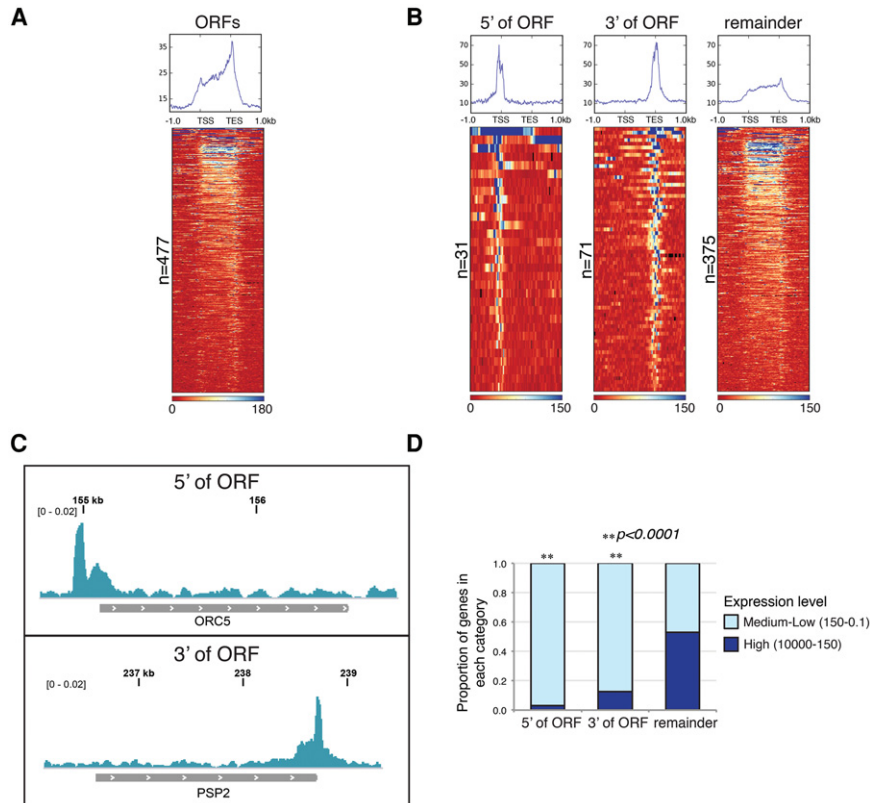 A
ORFs
35
25
15
-1.0 TSS TES 1.0kb
n=477
0 180
B
5' of ORF 3' of ORF remainder
70
50
30
10
-1.0 TSS TES 1.0kb
70
50
30
10
-1.0 TSS TES 1.0kb
70
50
30
10
-1.0 TSS TES 1.0kb
n=31
n=71
n=375
0 150
0 150
0 150
C
5' of ORF
155 kb 156
[0 - 0.02]
ORC5
3' of ORF
237 kb 238 239
[0 - 0.02]
PSP2
D
**p<0.0001
** **
1.0
0.8
0.6
0.4
0.2
0.0
Proportion of genes in
each category
5' of ORF 3' of ORF remainder
Expression level
Medium-Low (150-0.1)
High (10000-150)